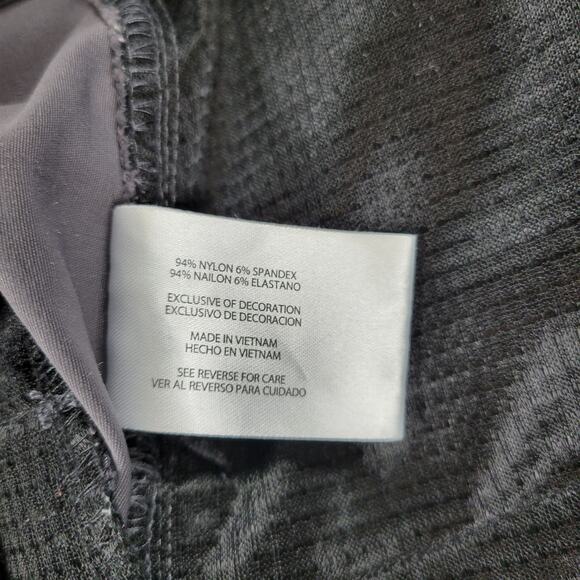 94% NYLON 6% SPANDEX
94% NAILON 6% ELASTANO
EXCLUSIVE OF DECORATION
EXCLUSIVO DE DECORACION
MADE IN VIETNAM
HECHO EN VIETNAM
SEE REVERSE FOR CARE
VER AL REVERSO PARA CUIDADO